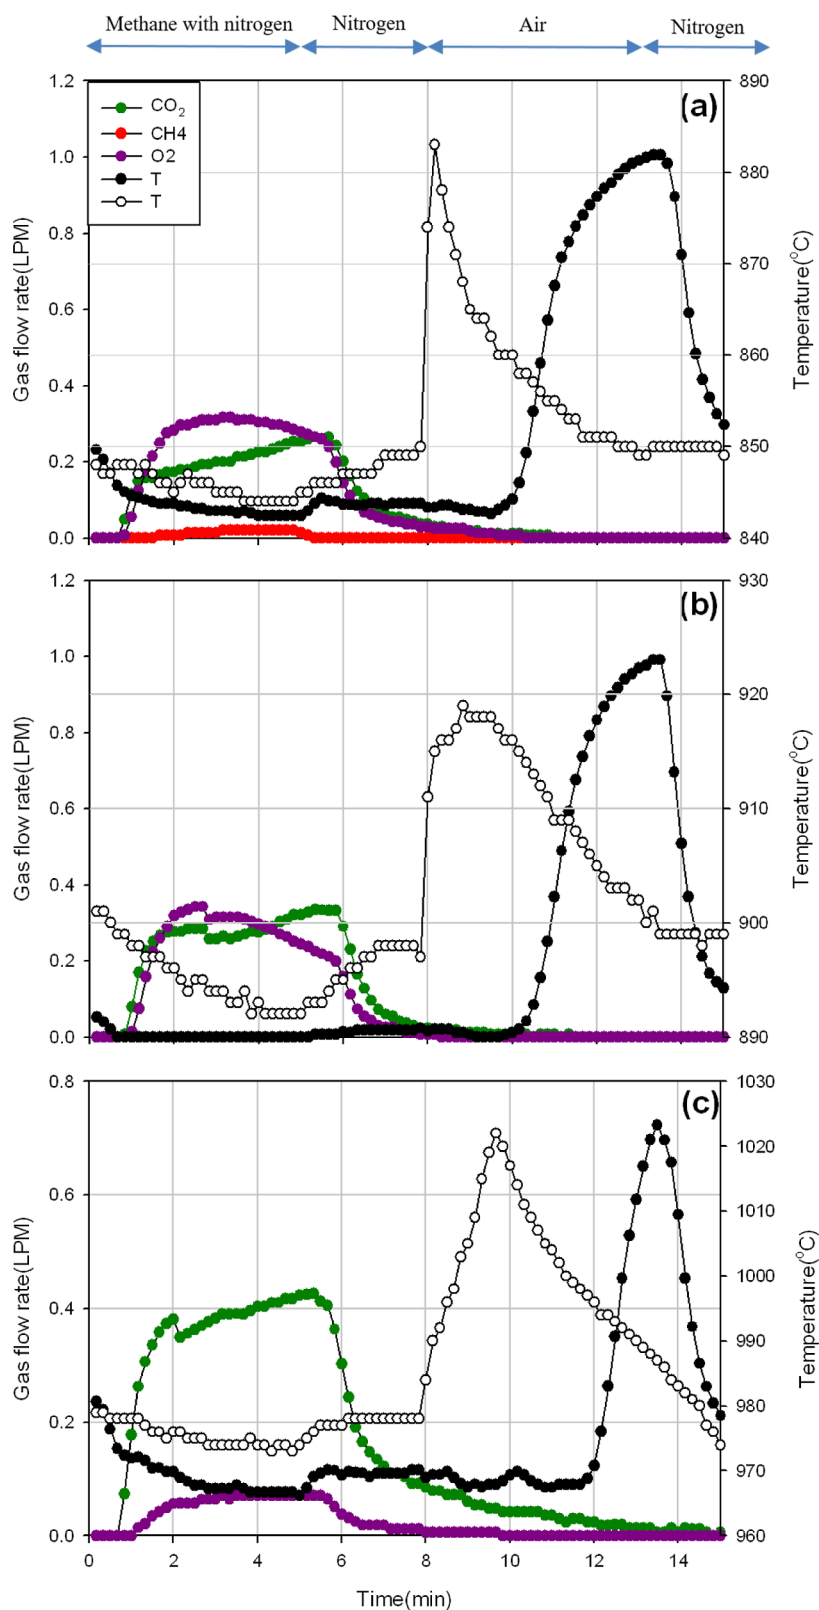 Methane with nitrogen Nitrogen Air Nitrogen
1.2 890
(a)
CO2
CH4
O2
T
T
1.0 880
0.8
870
0.6
860
0.4
850
0.2
0.0 840
Gas flow rate(LPM)
Temperature(°C)
1.2 930
(b)
1.0
920
0.8
0.6 910
0.4
900
0.2
0.0 890
Gas flow rate(LPM)
Temperature(°C)
0.8 1030
(c)
1020
0.6
1010
1000
0.4
990
0.2 980
970
0.0 960
Gas flow rate(LPM)
Temperature(°C)
0 2 4 6 8 10 12 14
Time(min)